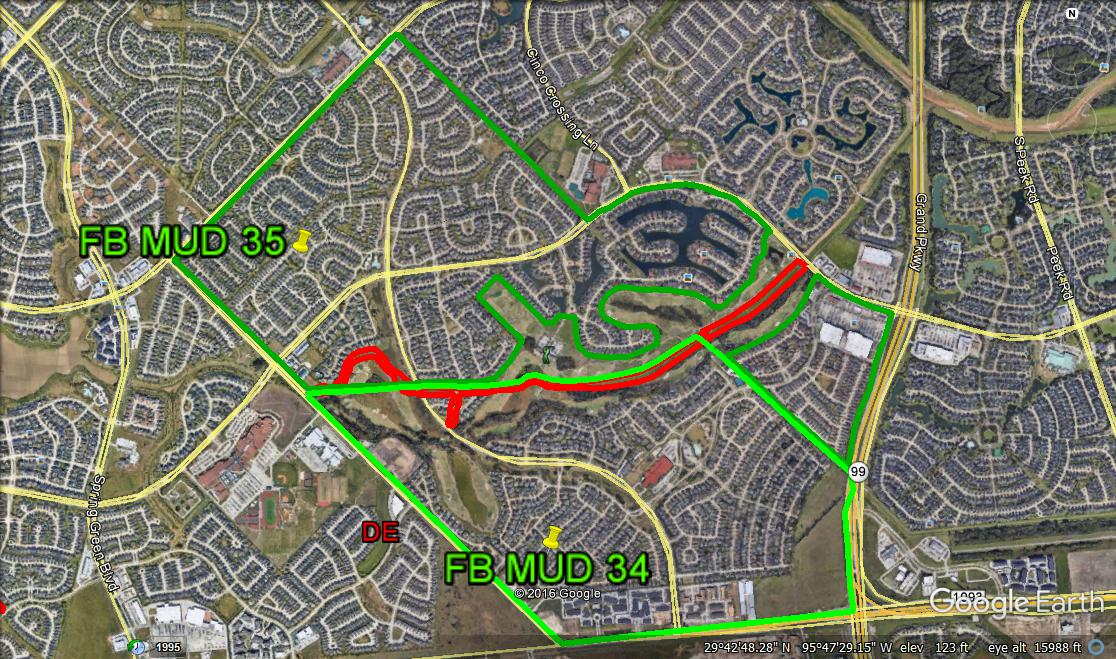 N
Cinco Crossing Ln
S Peek Rd
Grand Pkwy
FB MUD 35
Peek Rd
99
Spring Green Blvd
DE
FB MUD 34
© 2016 Google
1093
Google Earth
1995
29°42'48.28" N 95°47'29.15" W elev 123 ft eye alt 15988 ft